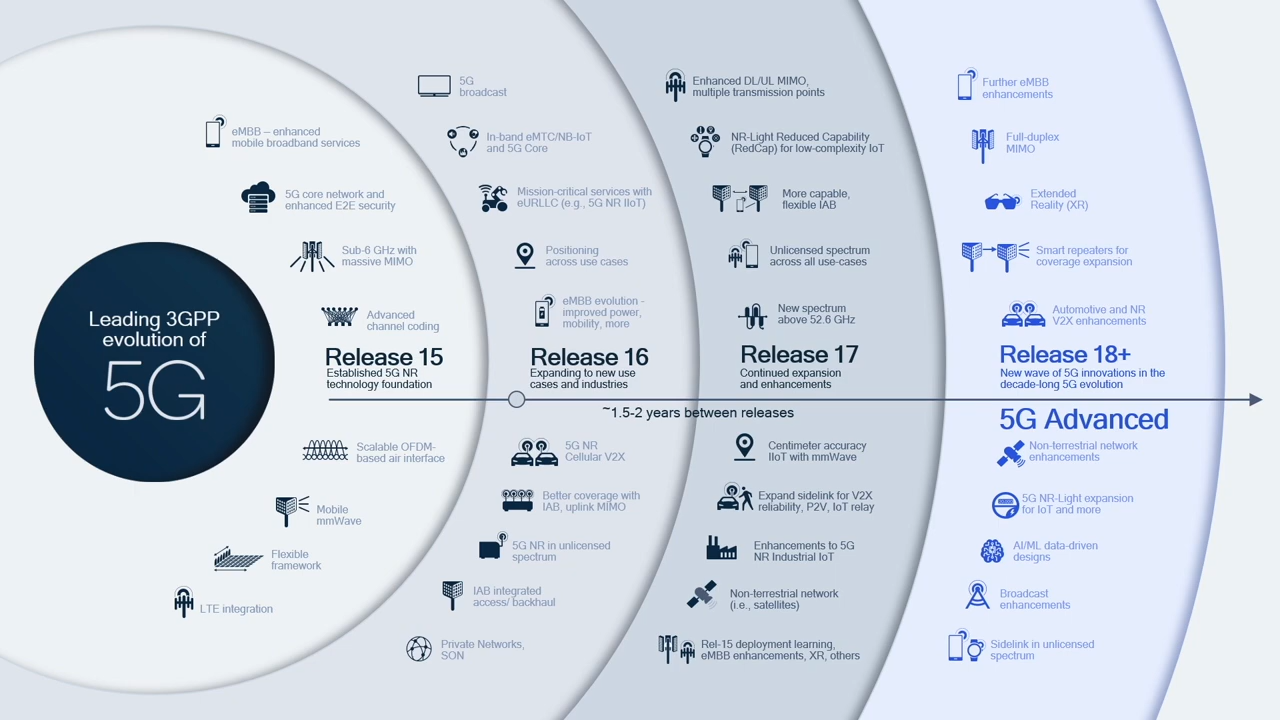 Leading 3GPP
evolution of
5G
eMBB – enhanced
mobile broadband services
5G core network and
enhanced E2E security
Sub-6 GHz with
massive MIMO
Advanced
channel coding
Release 15
Established 5G NR
technology foundation
Scalable OFDM-
based air interface
Mobile
mmWave
Flexible
framework
LTE integration
5G
broadcast
In-band eMTC/NB-IoT
and 5G Core
Mission-critical services with
eURLLC (e.g., 5G NR IIoT)
Positioning
across use cases
eMBB evolution -
improved power,
mobility, more
Release 16
Expanding to new use
cases and industries
~1.5-2 years between releases
5G NR
Cellular V2X
Better coverage with
IAB, uplink MIMO
5G NR in unlicensed
spectrum
IAB integrated
access/ backhaul
Private Networks,
SON
Enhanced DL/UL MIMO,
multiple transmission points
NR-Light Reduced Capability
(RedCap) for low-complexity IoT
More capable,
flexible IAB
Unlicensed spectrum
across all use-cases
New spectrum
above 52.6 GHz
Release 17
Continued expansion
and enhancements
Centimeter accuracy
IIoT with mmWave
Expand sidelink for V2X
reliability, P2V, IoT relay
Enhancements to 5G
NR Industrial IoT
Non-terrestrial network
(i.e., satellites)
Rel-15 deployment learning,
eMBB enhancements, XR, others
Further eMBB
enhancements
Full-duplex
MIMO
Extended
Reality (XR)
Smart repeaters for
coverage expansion
Automotive and NR
V2X enhancements
Release 18+
New wave of 5G innovations in the
decade-long 5G evolution
5G Advanced
Non-terrestrial network
enhancements
5G NR-Light expansion
for IoT and more
AI/ML data-driven
designs
Broadcast
enhancements
Sidelink in unlicensed
spectrum